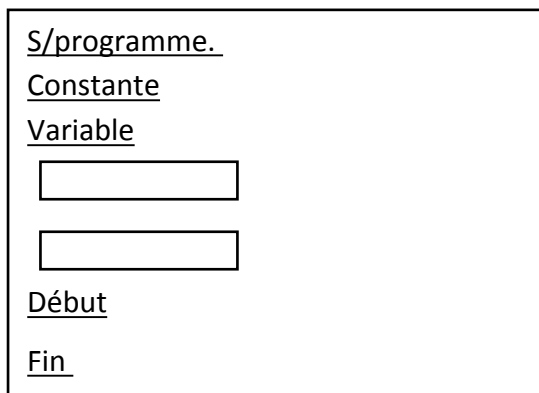 S/programme.
Constante
Variable
Début
Fin